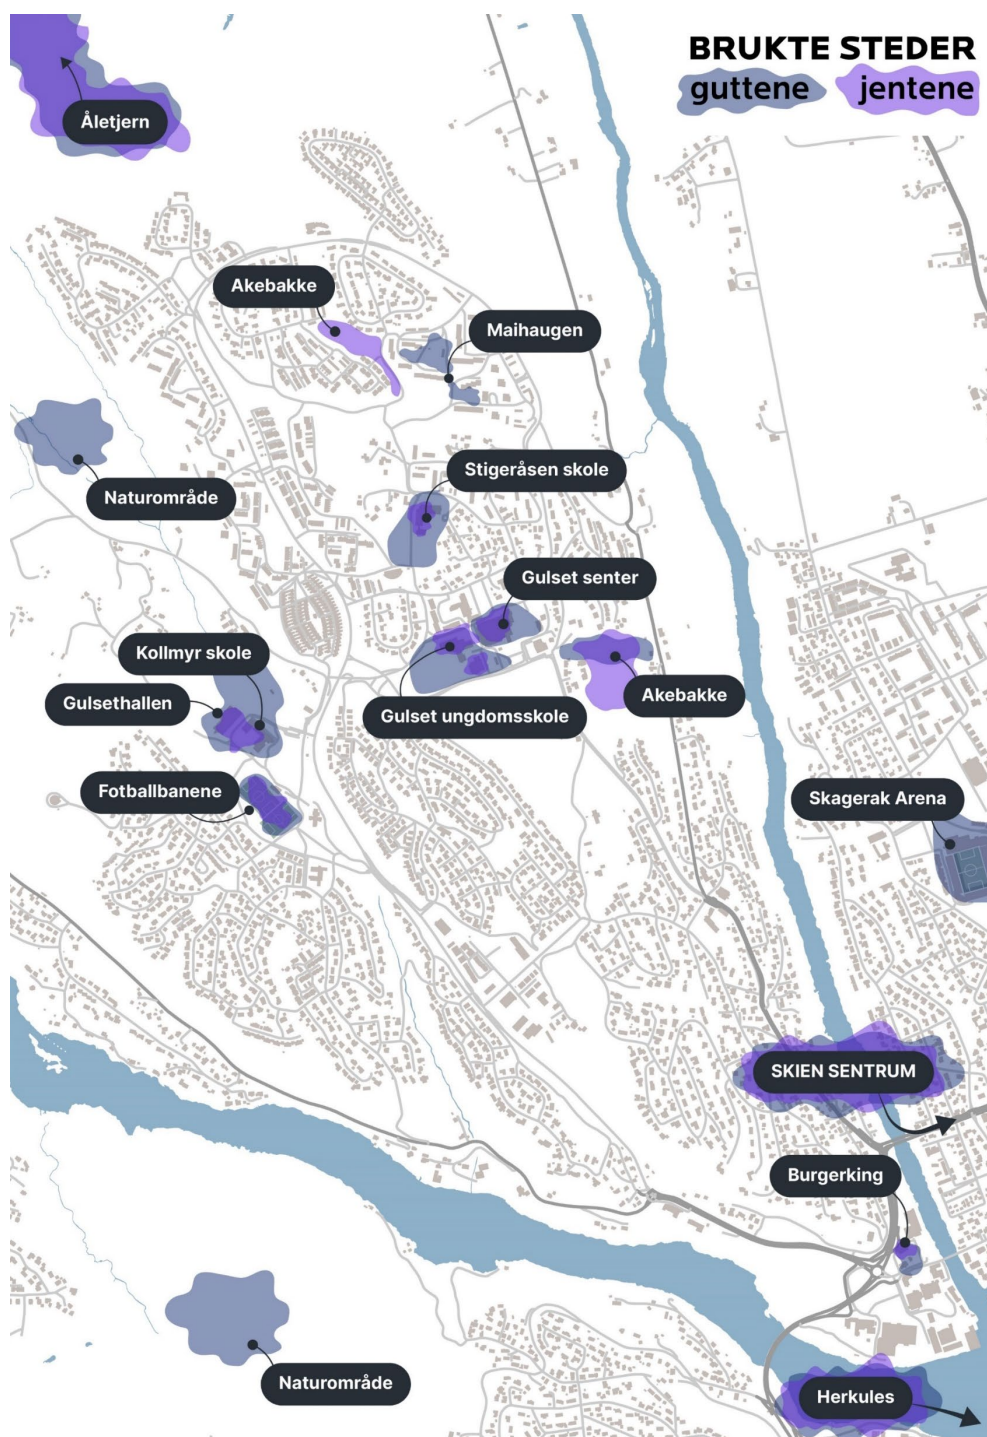 BRUKTE STEDER
guttene jentene
Åletjern
Akebakke
Maihaugen
Stigeråsen skole
Naturområde
Gulset senter
Kollmyr skole
Gulsethallen
Akebakke
Gulset ungdomsskole
Fotballbanene
Skagerak Arena
SKIEN SENTRUM
Burgerking
Naturområde
Herkules